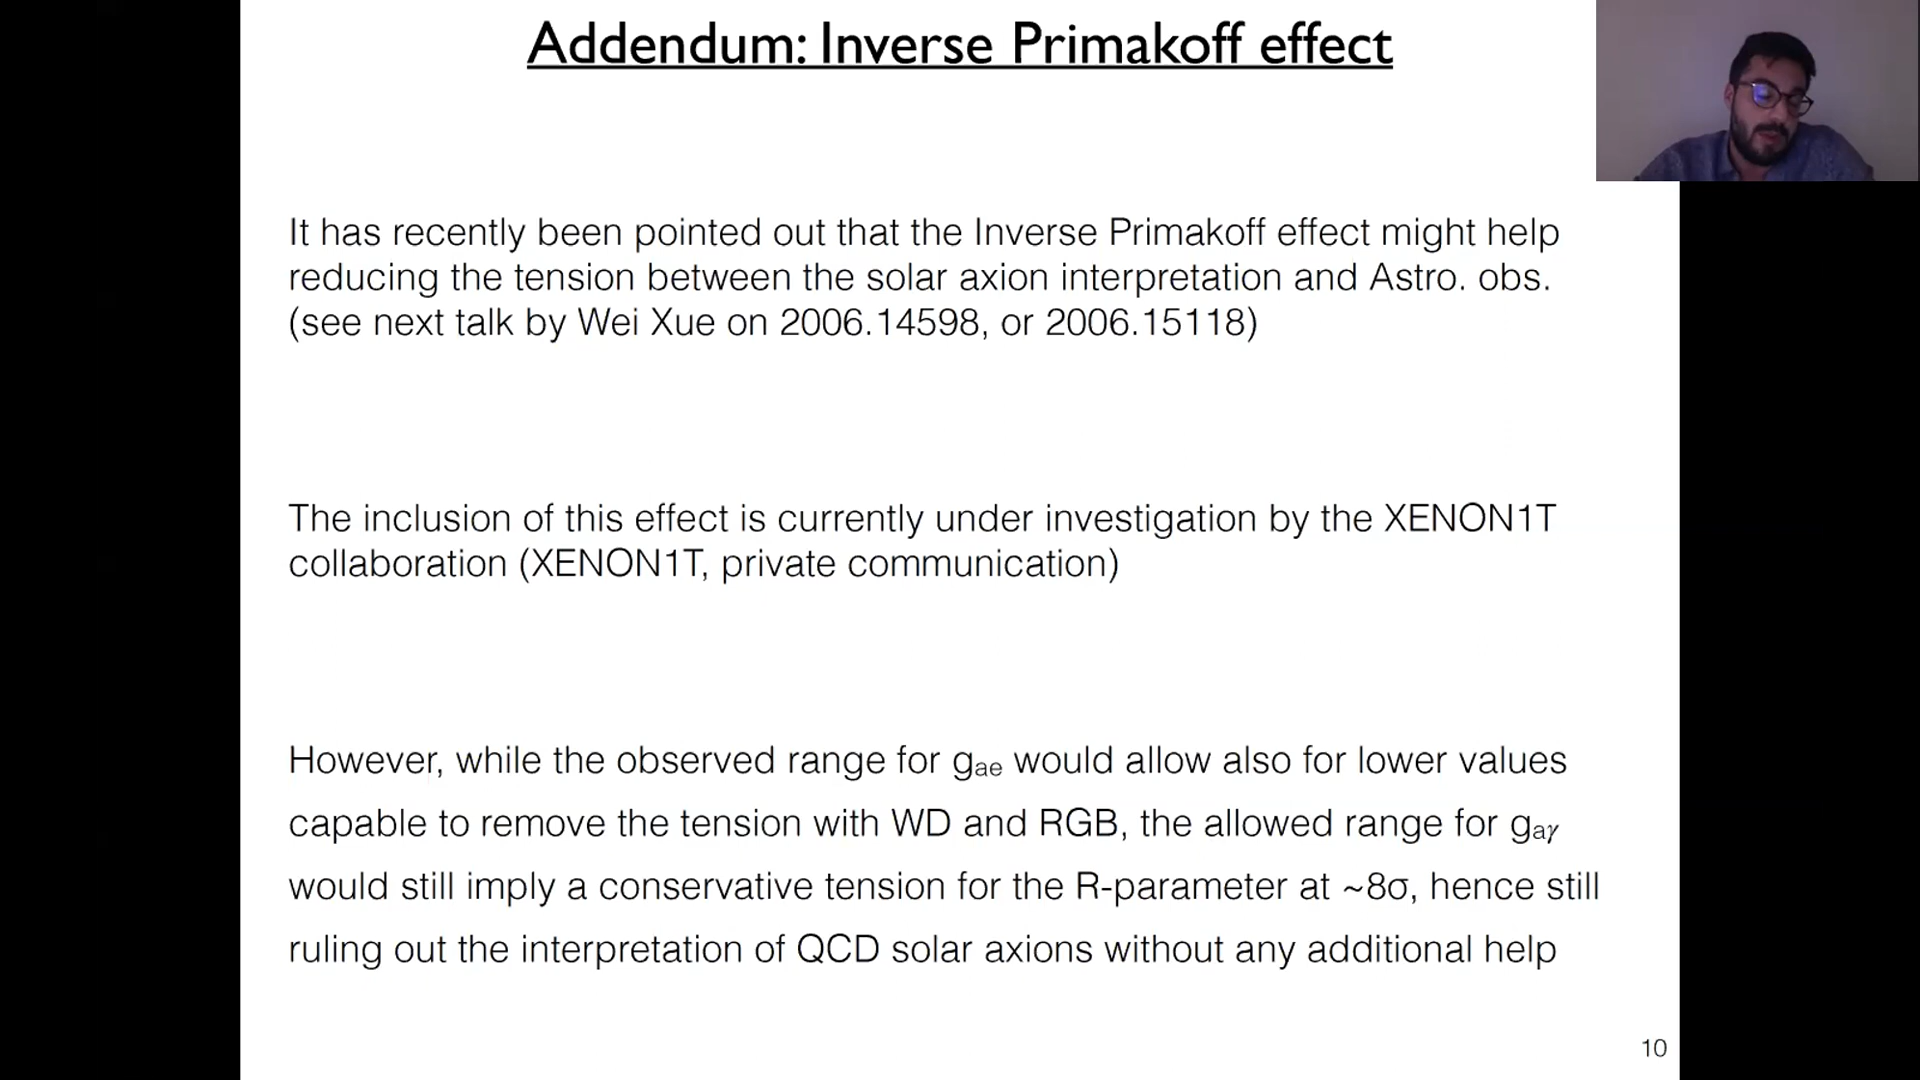 Addendum: Inverse Primakoff effect
It has recently been pointed out that the Inverse Primakoff effect might help
reducing the tension between the solar axion interpretation and Astro. obs.
(see next talk by Wei Xue on 2006.14598, or 2006.15118)
The inclusion of this effect is currently under investigation by the XENON1T
collaboration (XENON1T, private communication)
However, while the observed range for gae would allow also for lower values
capable to remove the tension with WD and RGB, the allowed range for gaγ
would still imply a conservative tension for the R-parameter at ~8σ, hence still
ruling out the interpretation of QCD solar axions without any additional help
10